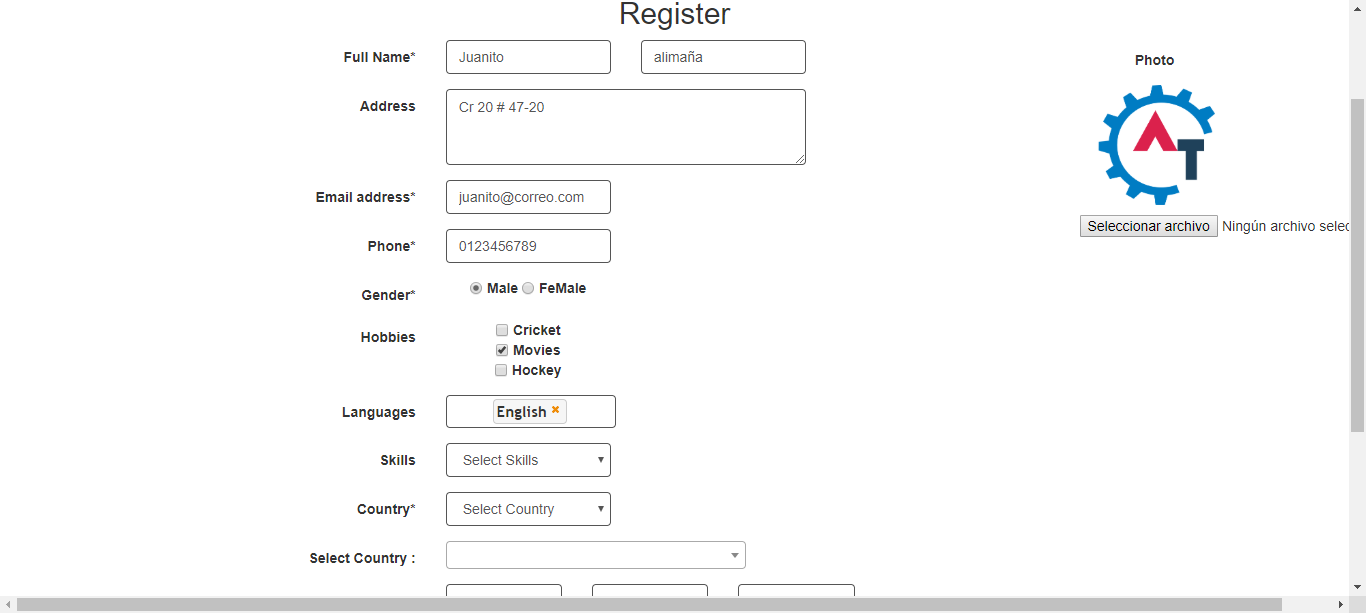 Register
Full Name*
Juanito
alimaña
Photo
Address
Cr 20 # 47-20
AT
Email address*
juanito@correo.com
Seleccionar archivo
Ningún archivo selec
Phone*
0123456789
Gender*
Male
FeMale
Hobbies
Cricket
Movies
Hockey
Languages
English
Skills
Select Skills
Country*
Select Country
Select Country :